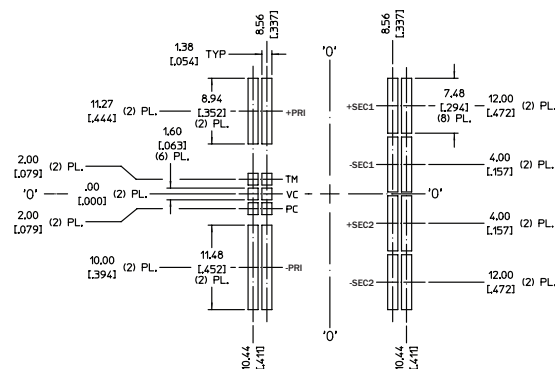 8.56
[.337]
8.56
[.337]
'0'
1.38
[.054]
TYP
11.27
[.444]
(2) PL.
8.94
[.352]
(2) PL.
+PRI
+SEC1
7.48
[.294]
(8) PL.
12.00
[.472]
(2) PL.
1.60
[.063]
(6) PL.
2.00
[.079]
(2) PL.
TM
-SEC1
4.00
[.157]
(2) PL.
'0'
.00
[.000]
(2) PL.
VC
'0'
2.00
[.079]
(2) PL.
PC
+SEC2
4.00
[.157]
(2) PL.
10.00
[.394]
(2) PL.
11.48
[.452]
(2) PL.
-PRI
-SEC2
12.00
[.472]
(2) PL.
'0'
10.44
[.411]
10.44
[.411]